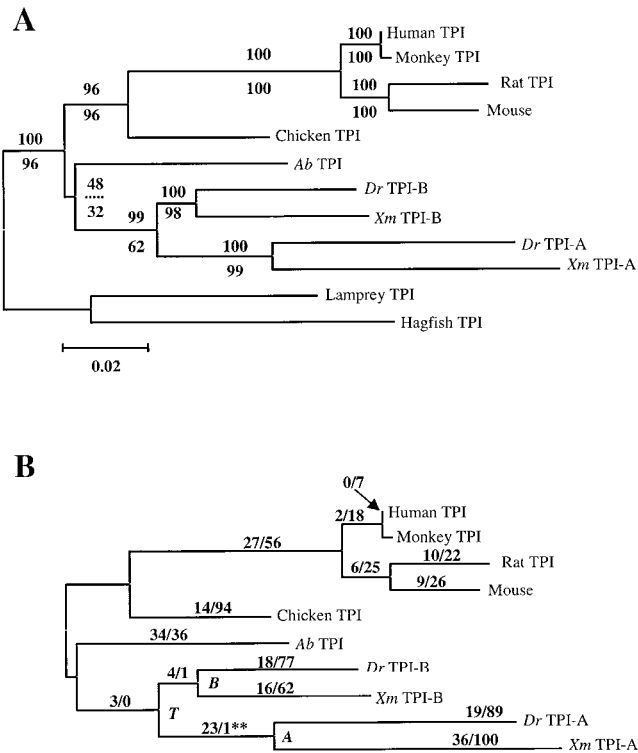 A
100
Human TPI
100
Monkey TPI
100
100
Rat TPI
100
100
Mouse
96
96
Chicken TPI
100
96
Ab TPI
48
32
100
98
Dr TPI-B
Xm TPI-B
99
62
100
99
Dr TPI-A
Xm TPI-A
Lamprey TPI
Hagfish TPI
0.02
B
0/7
2/18
Human TPI
Monkey TPI
27/56
10/22
Rat TPI
6/25
9/26
Mouse
14/94
Chicken TPI
34/36
Ab TPI
4/1
18/77
Dr TPI-B
B
16/62
Xm TPI-B
3/0
T
23/1**
A
19/89
Dr TPI-A
36/100
Xm TPI-A